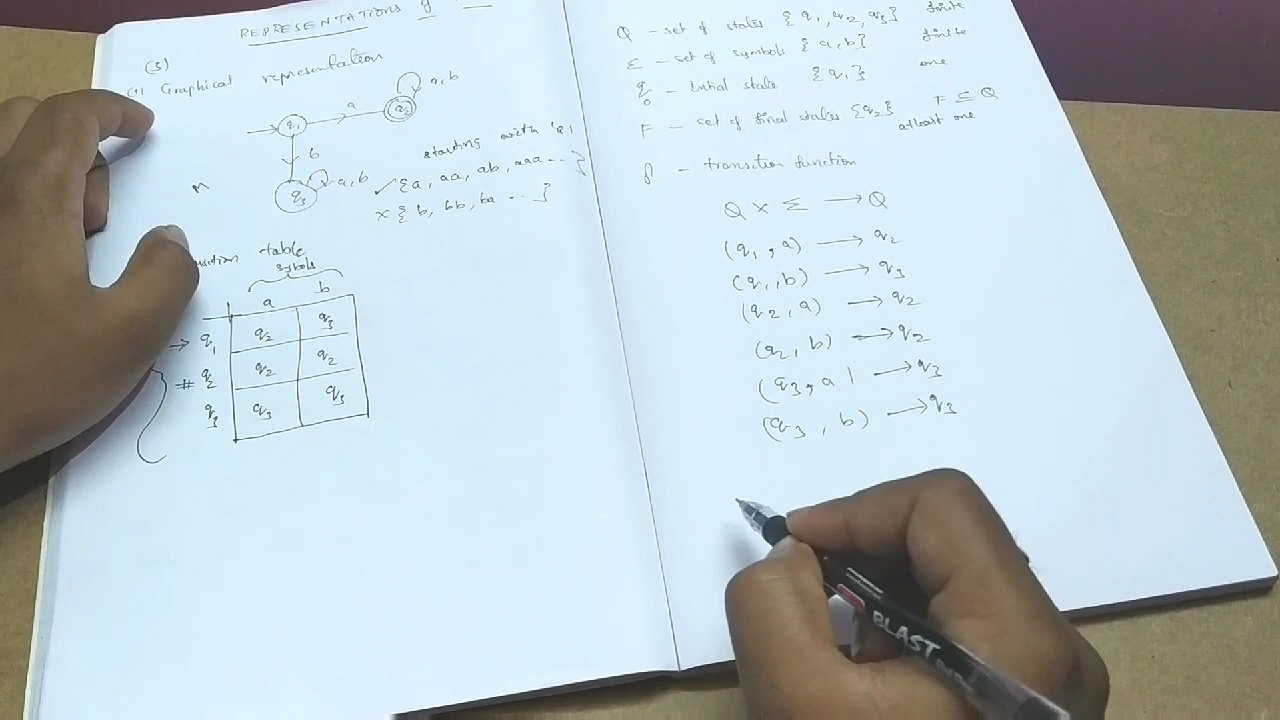 REPRESENTATIONS
(3)
(1) Graphical representation
a, b
a
q1
q2
b
starting with 'a'
q3
a, b
✓ {a, aa, ab, aaa ... }
× {b, bb, ba ... }
table
symbols
a b
→ q1 q2 q3
q2 q2 q2
q3 q3 q3
Q - set of states {q1, q2, q3} finite
Σ - set of symbols {a, b} finite
q0 - initial state {q1} one
F - set of final states {q2} F ⊆ Q
atleast one
- transition function
Q × Σ → Q
(q1, a) → q2
(q1, b) → q3
(q2, a) → q2
(q2, b) → q2
(q3, a) → q3
(q3, b) → q3
BLAST